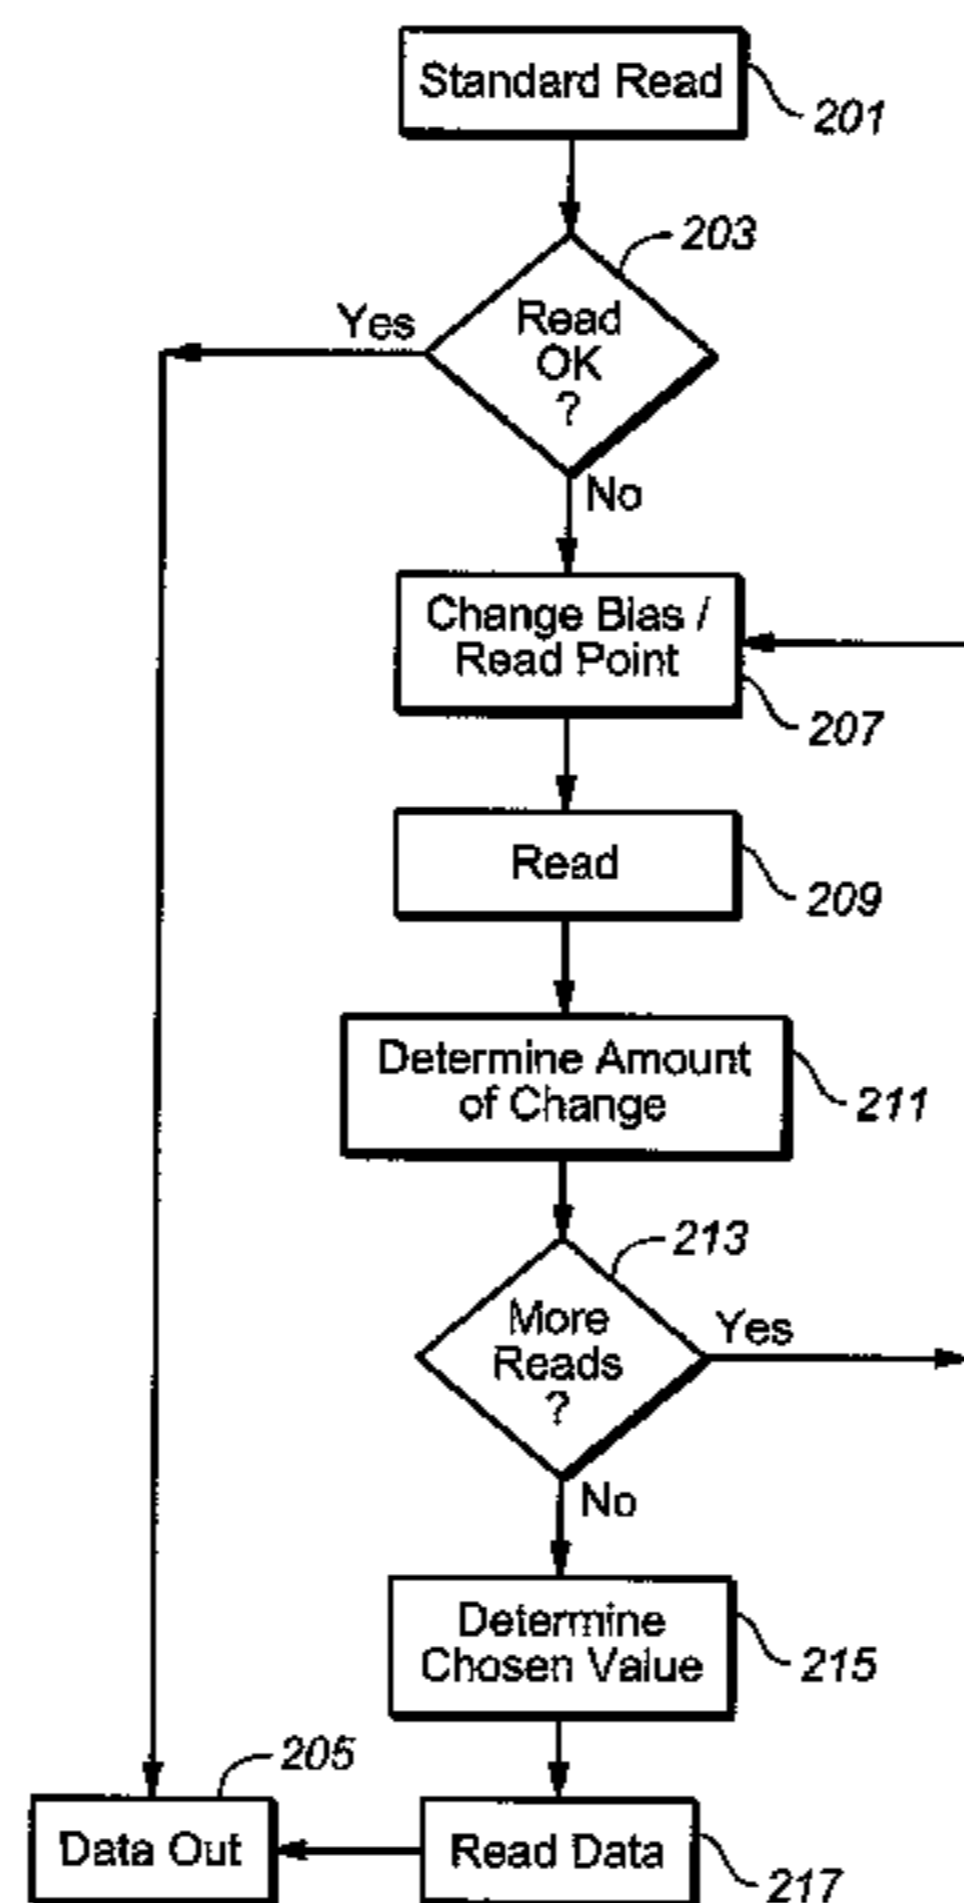 Standard Read
201
203
Read
OK
?
Yes
No
Change Bias /
Read Point
207
Read
209
Determine Amount
of Change
211
213
More
Reads
?
Yes
No
Determine
Chosen Value
215
205
Data Out
Read Data
217